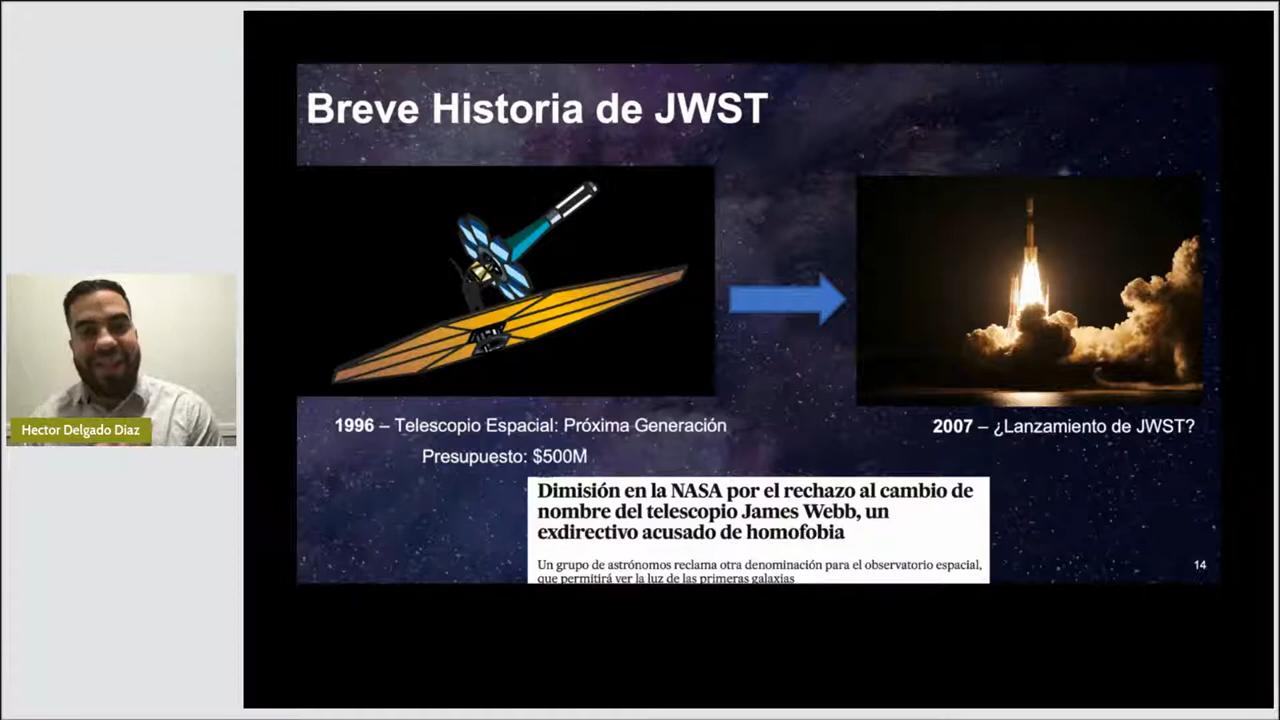 Breve Historia de JWST
1996 – Telescopio Espacial: Próxima Generación
Presupuesto: $500M
2007 – ¿Lanzamiento de JWST?
Dimisión en la NASA por el rechazo al cambio de
nombre del telescopio James Webb, un
exdirectivo acusado de homofobia
Un grupo de astrónomos reclama otra denominación para el observatorio espacial,
que permitirá ver la luz de las primeras galaxias
14
Hector Delgado Diaz